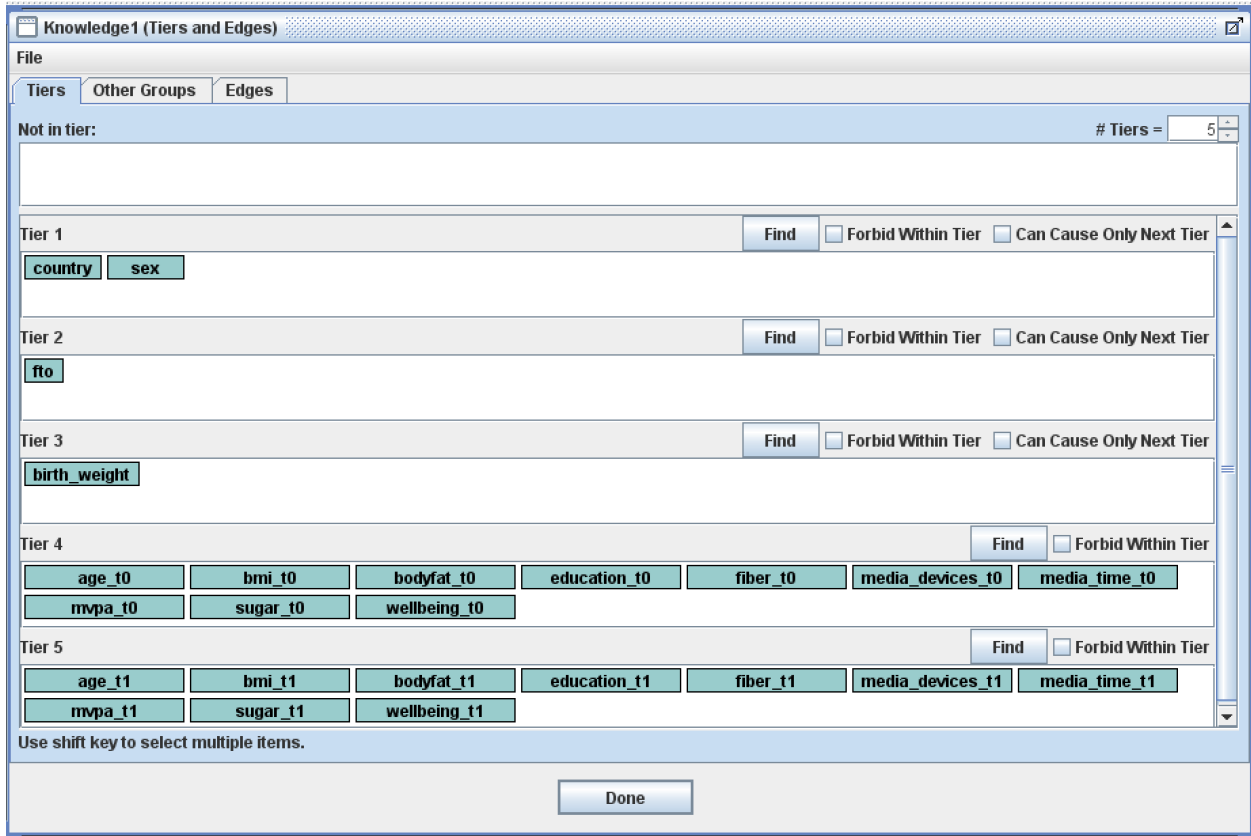 Knowledge1 (Tiers and Edges)
File
Tiers Other Groups Edges
Not in tier: # Tiers = 5
Tier 1 Find Forbid Within Tier Can Cause Only Next Tier
country sex
Tier 2 Find Forbid Within Tier Can Cause Only Next Tier
fto
Tier 3 Find Forbid Within Tier Can Cause Only Next Tier
birth_weight
Tier 4 Find Forbid Within Tier
age_t0 bmi_t0 bodyfat_t0 education_t0 fiber_t0 media_devices_t0 media_time_t0
mvpa_t0 sugar_t0 wellbeing_t0
Tier 5 Find Forbid Within Tier
age_t1 bmi_t1 bodyfat_t1 education_t1 fiber_t1 media_devices_t1 media_time_t1
mvpa_t1 sugar_t1 wellbeing_t1
Use shift key to select multiple items.
Done